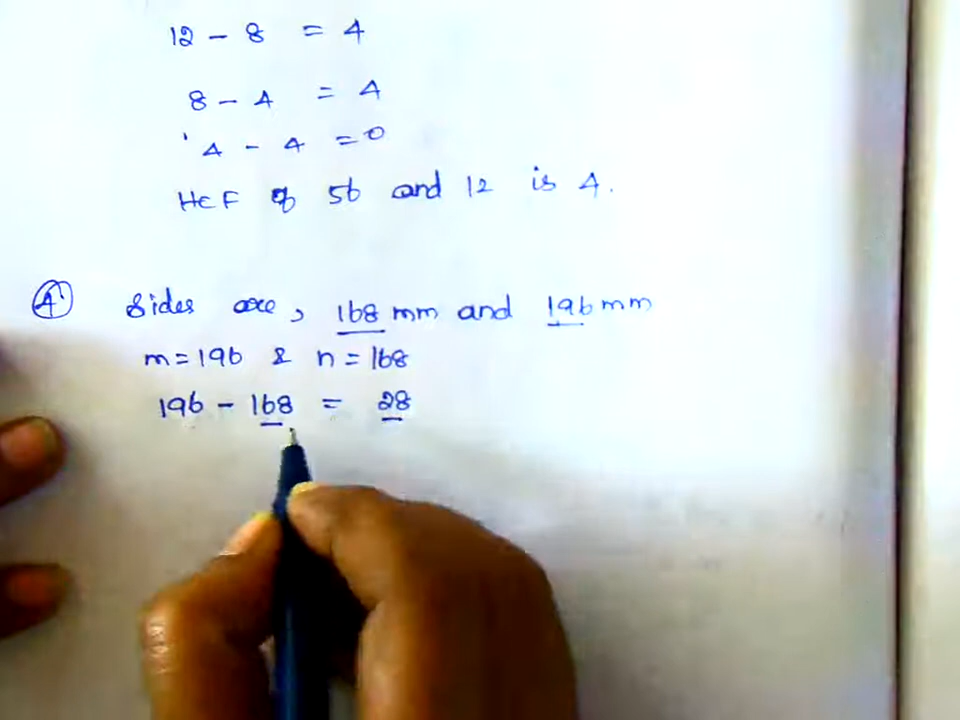 12 - 8 = 4
8 - 4 = 4
4 - 4 = 0
HCF of 56 and 12 is 4.
4 Sides are, 168 mm and 196 mm
m = 196 & n = 168
196 - 168 = 28